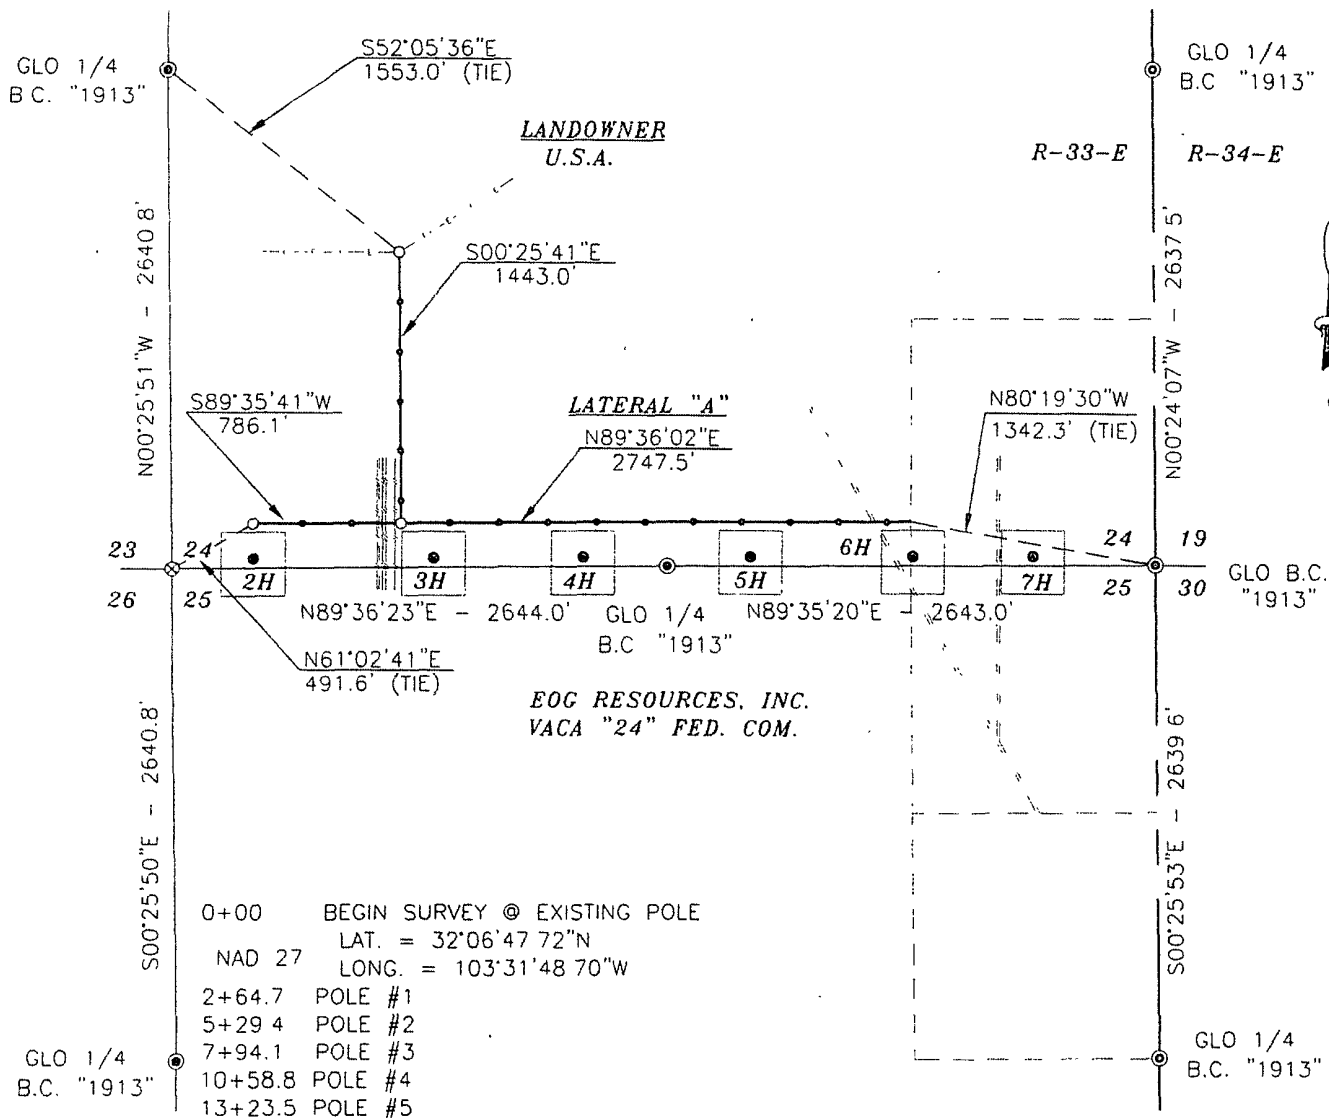 S52°05'36"E
1553.0' (TIE)
GLO 1/4
B C. "1913"
GLO 1/4
B.C "1913"
LANDOWNER
U.S.A.
R-33-E
R-34-E
N00°25'51"W - 2640 8'
S00°25'41"E
1443.0'
N00°24'07"W - 2637 5'
S89°35'41"W
786.1'
LATERAL "A"
N89°36'02"E
2747.5'
N80°19'30"W
1342.3' (TIE)
23
24
6H
24
19
2H
3H
4H
5H
7H
26
25
25
30
GLO B.C.
"1913"
N89°36'23"E - 2644.0'
GLO 1/4
B.C "1913"
N89°35'20"E - 2643.0'
N61°02'41"E
491.6' (TIE)
EOG RESOURCES, INC.
VACA "24" FED. COM.
S00°25'50"E - 2640.8'
S00°25'53"E - 2639 6'
0+00 BEGIN SURVEY @ EXISTING POLE
LAT. = 32°06'47 72"N
NAD 27
LONG. = 103°31'48 70"W
2+64.7 POLE #1
5+29 4 POLE #2
7+94.1 POLE #3
10+58.8 POLE #4
13+23.5 POLE #5
GLO 1/4
B.C. "1913"
GLO 1/4
B.C. "1913"